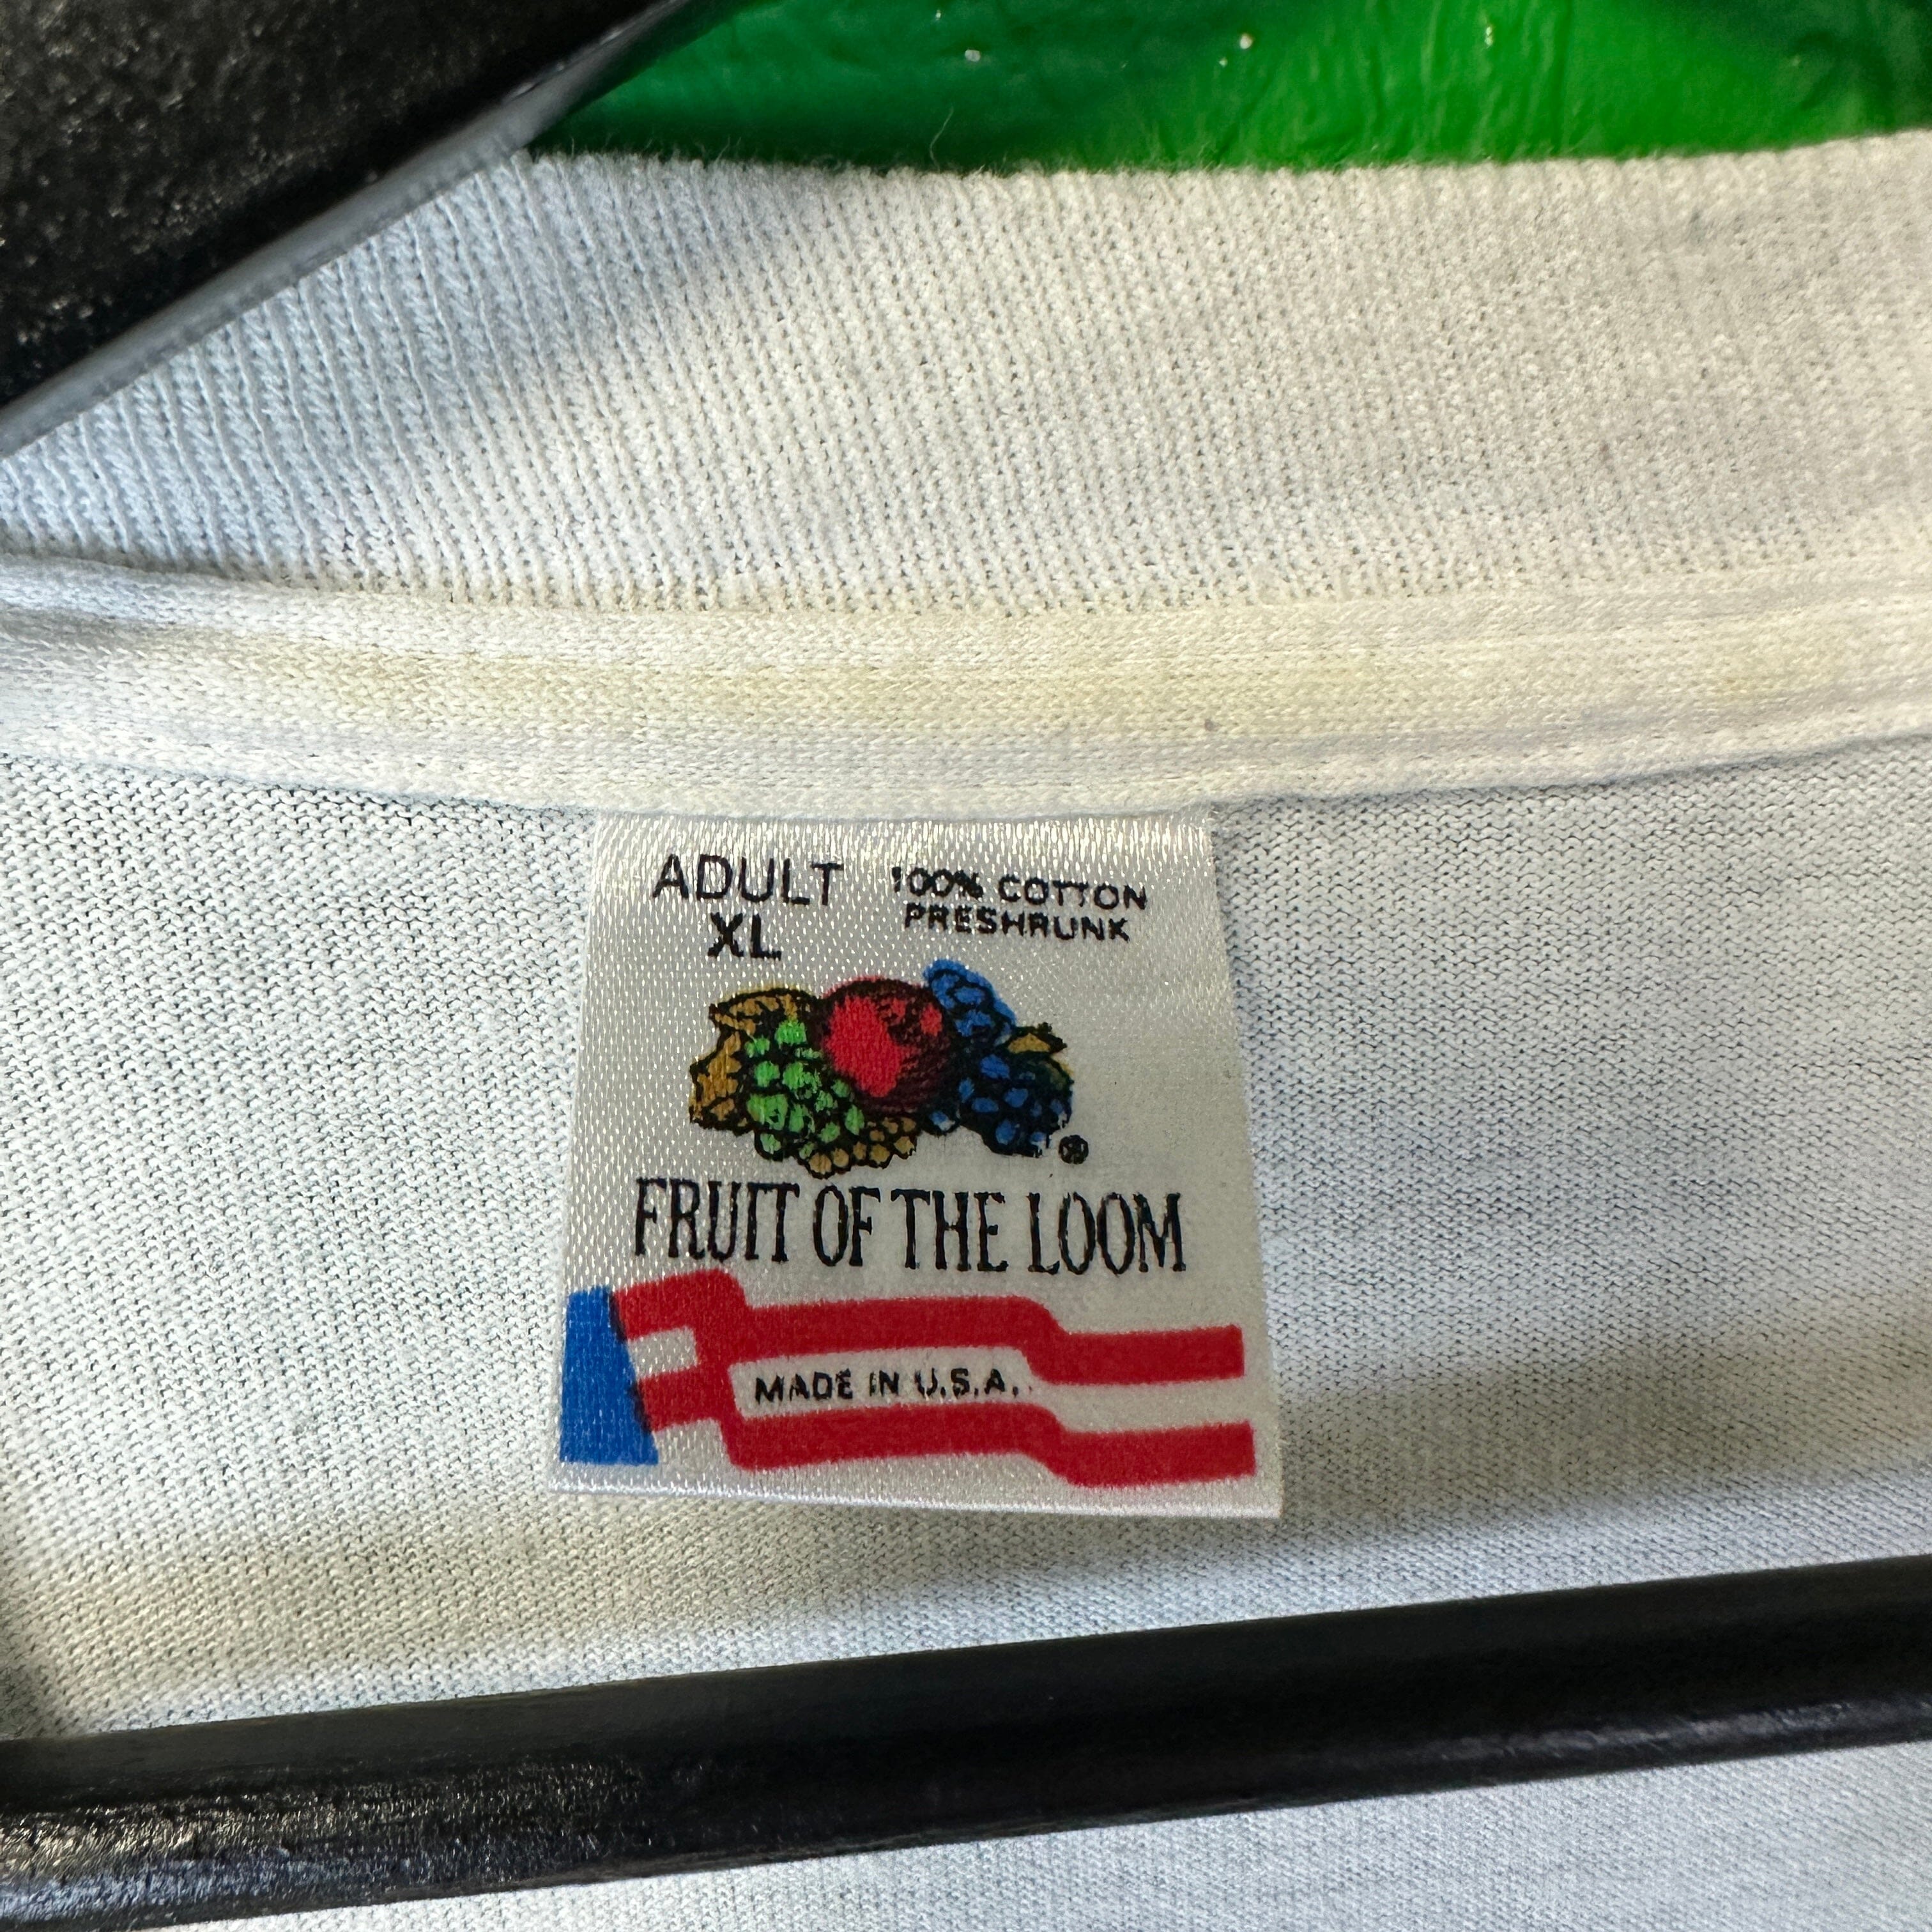 ADULT
XL
100% COTTON
PRESHRUNK
®
FRUIT OF THE LOOM
MADE IN U.S.A.